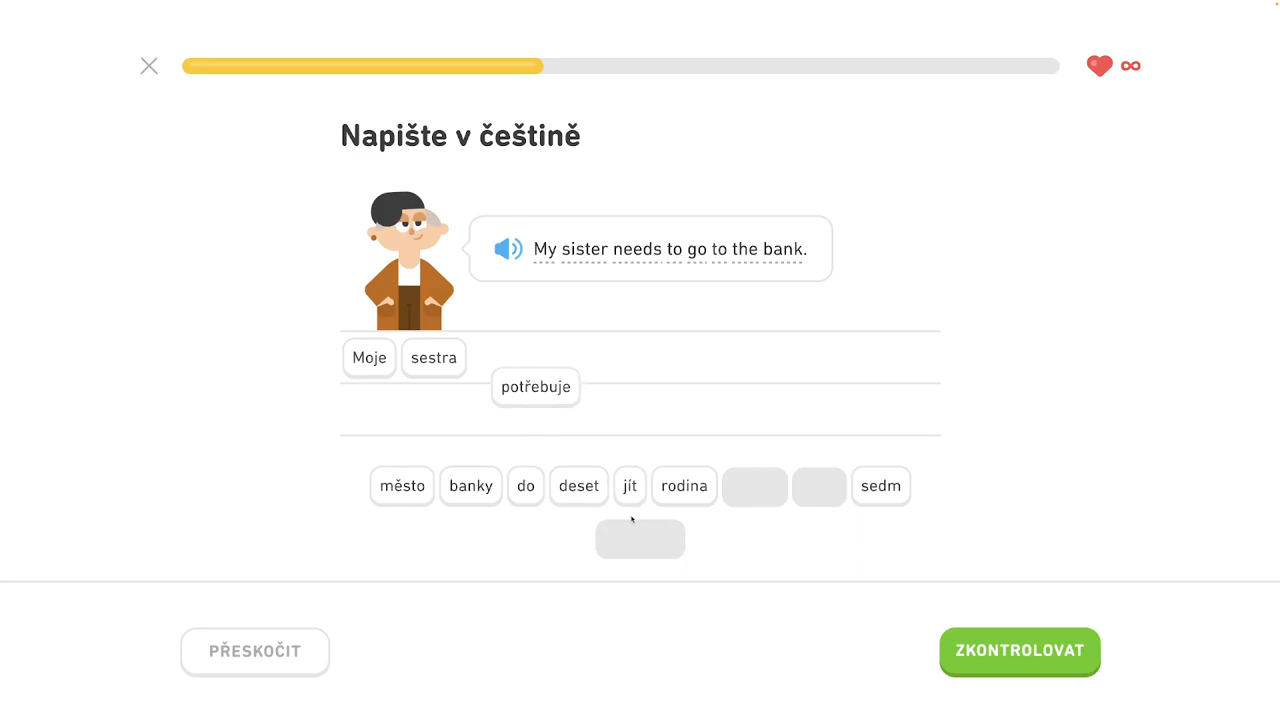 ∞
Napište v češtině
My sister needs to go to the bank.
Moje sestra
potřebuje
město banky do deset jít rodina sedm
PŘESKOČIT ZKONTROLOVAT